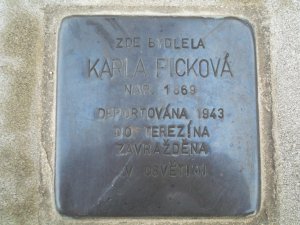 ZDE BYDLELA
KARLA FICKOVÁ
NAR. 1869
DEPORTOVÁNA 1943
DO TEREZÍNA
ZAVRAŽDĚNA
V OSVĚTIMI